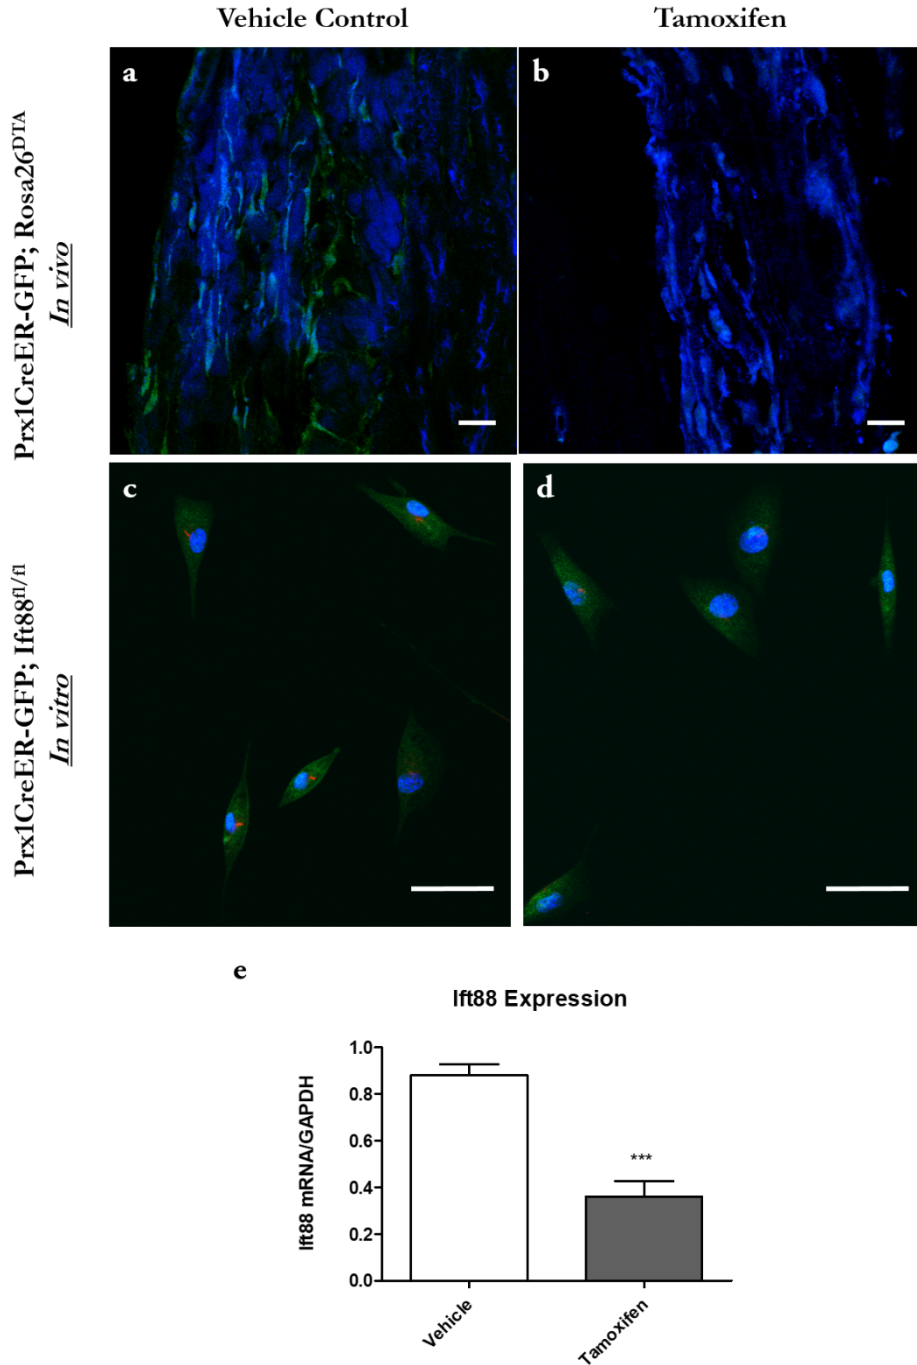 Vehicle Control
Tamoxifen
Prx1CreER-GFP; Rosa26ᴰᵀᴬ
In vivo
a
b
Prx1CreER-GFP; Ift88ᶠˡ/ᶠˡ
In vitro
c
d
e
Ift88 Expression
Ift88 mRNA/GAPDH
1.0
0.8
0.6
0.4
0.2
0.0
***
Vehicle
Tamoxifen